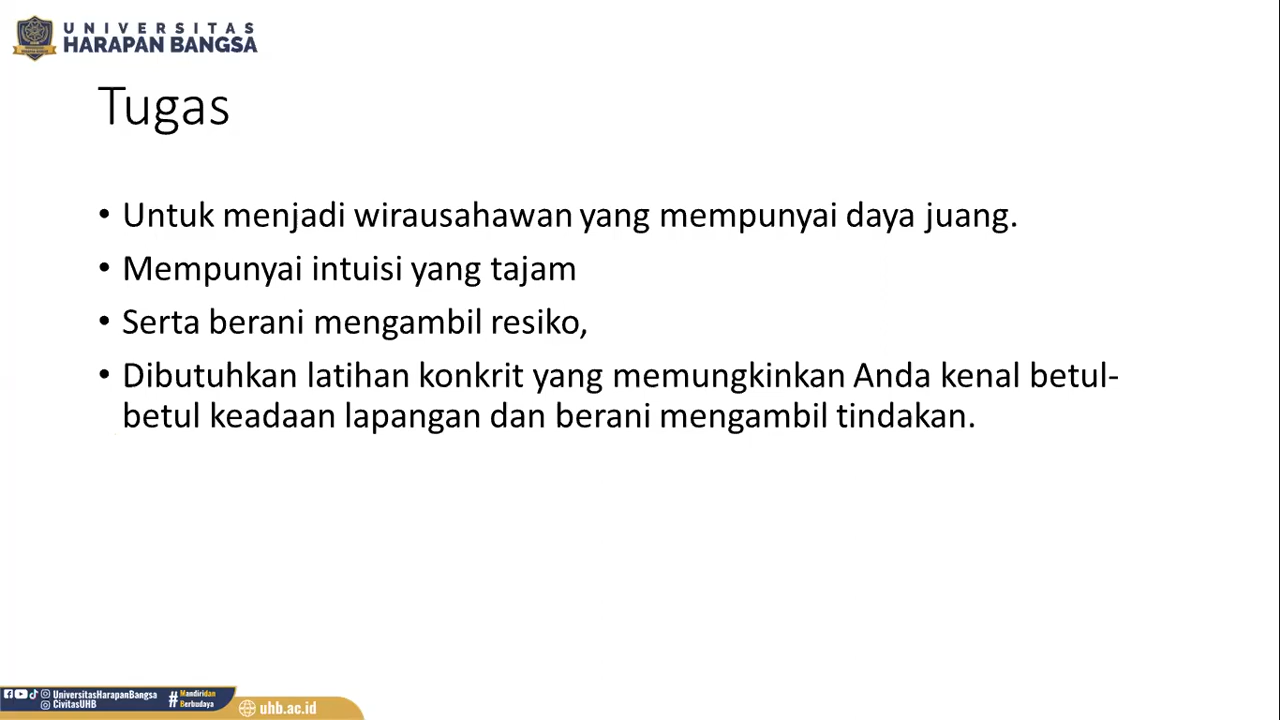 UNIVERSITAS
HARAPAN BANGSA
Tugas
• Untuk menjadi wirausahawan yang mempunyai daya juang.
• Mempunyai intuisi yang tajam
• Serta berani mengambil resiko,
• Dibutuhkan latihan konkrit yang memungkinkan Anda kenal betul-
betul keadaan lapangan dan berani mengambil tindakan.
UniversitasHarapanBangsa
CivitasUHB
# Mandiridan
Berbudaya
uhb.ac.id